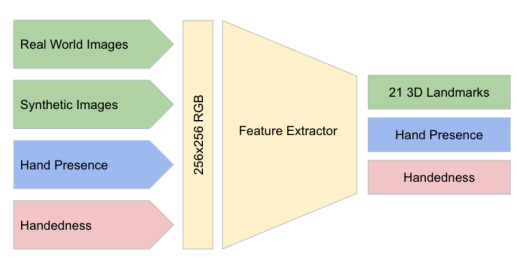 Real World Images
Synthetic Images
Hand Presence
Handedness
256x256 RGB
Feature Extractor
21 3D Landmarks
Hand Presence
Handedness